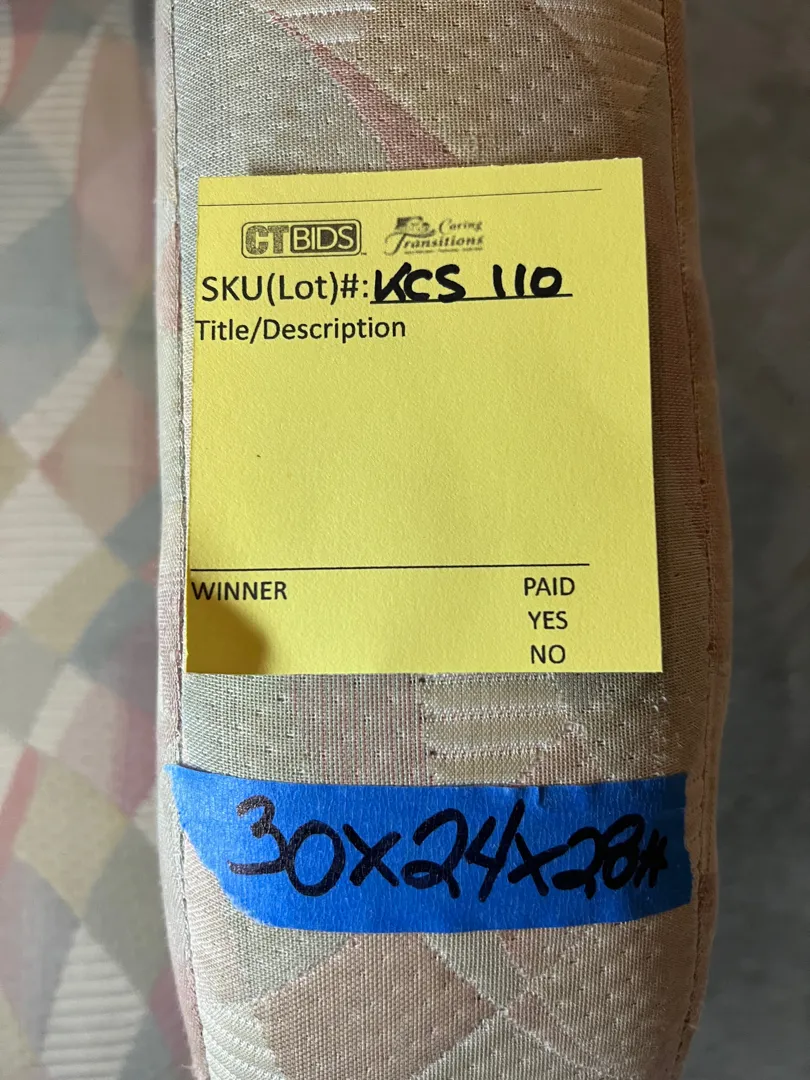 CTBIDS
Caring
Transitions
SKU(Lot)#: KCS 110
Title/Description
WINNER PAID
YES
NO
30x24x28H